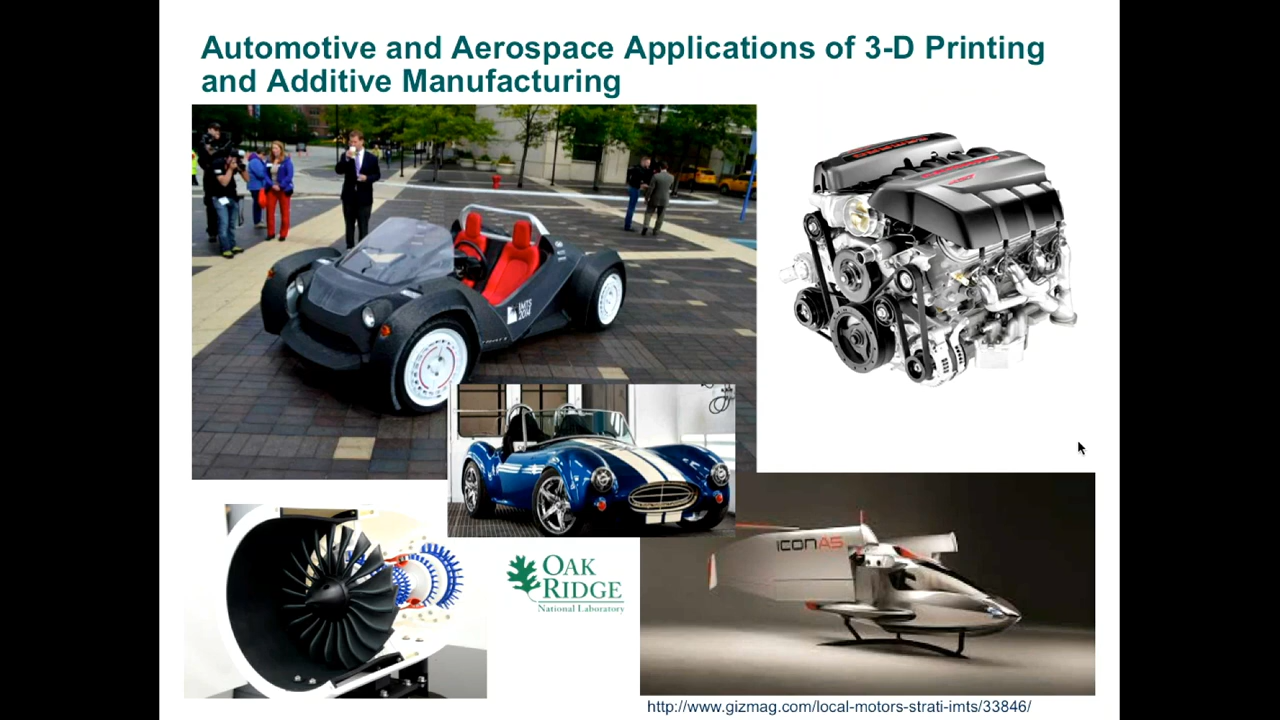 Automotive and Aerospace Applications of 3-D Printing
and Additive Manufacturing
IMTS
2014
ICON A5
OAK
RIDGE
National Laboratory
http://www.gizmag.com/local-motors-strati-imts/33846/